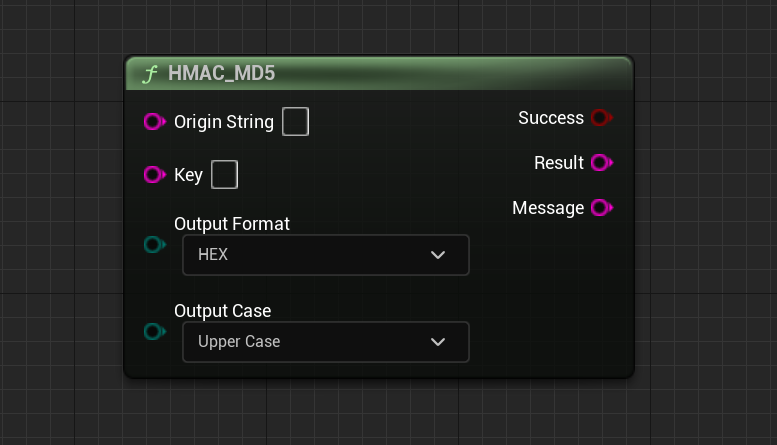 HMAC_MD5
Origin String
Success
Key
Result
Message
Output Format
HEX
Output Case
Upper Case